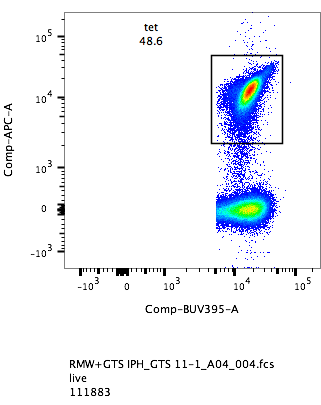 tet
48.6
10^5
10^4
10^3
0
-10^3
Comp-APC-A
-10^3 0 10^3 10^4 10^5
Comp-BUV395-A
RMW+GTS IPH_GTS 11-1_A04_004.fcs
live
111883